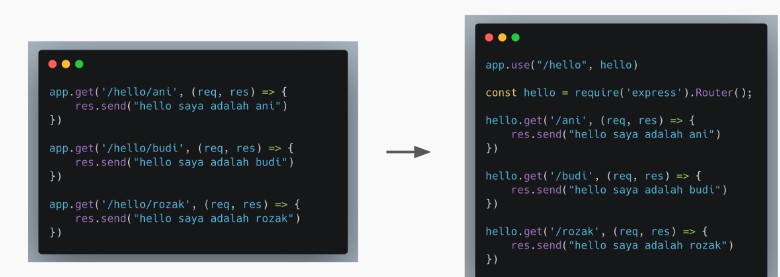 app.get('/hello/ani', (req, res) => {
    res.send("hello saya adalah ani")
})
app.get('/hello/budi', (req, res) => {
    res.send("hello saya adalah budi")
})
app.get('/hello/rozak', (req, res) => {
    res.send("hello saya adalah rozak")
})
app.use("/hello", hello)
const hello = require('express').Router();
hello.get('/ani', (req, res) => {
    res.send("hello saya adalah ani")
})
hello.get('/budi', (req, res) => {
    res.send("hello saya adalah budi")
})
hello.get('/rozak', (req, res) => {
    res.send("hello saya adalah rozak")
})